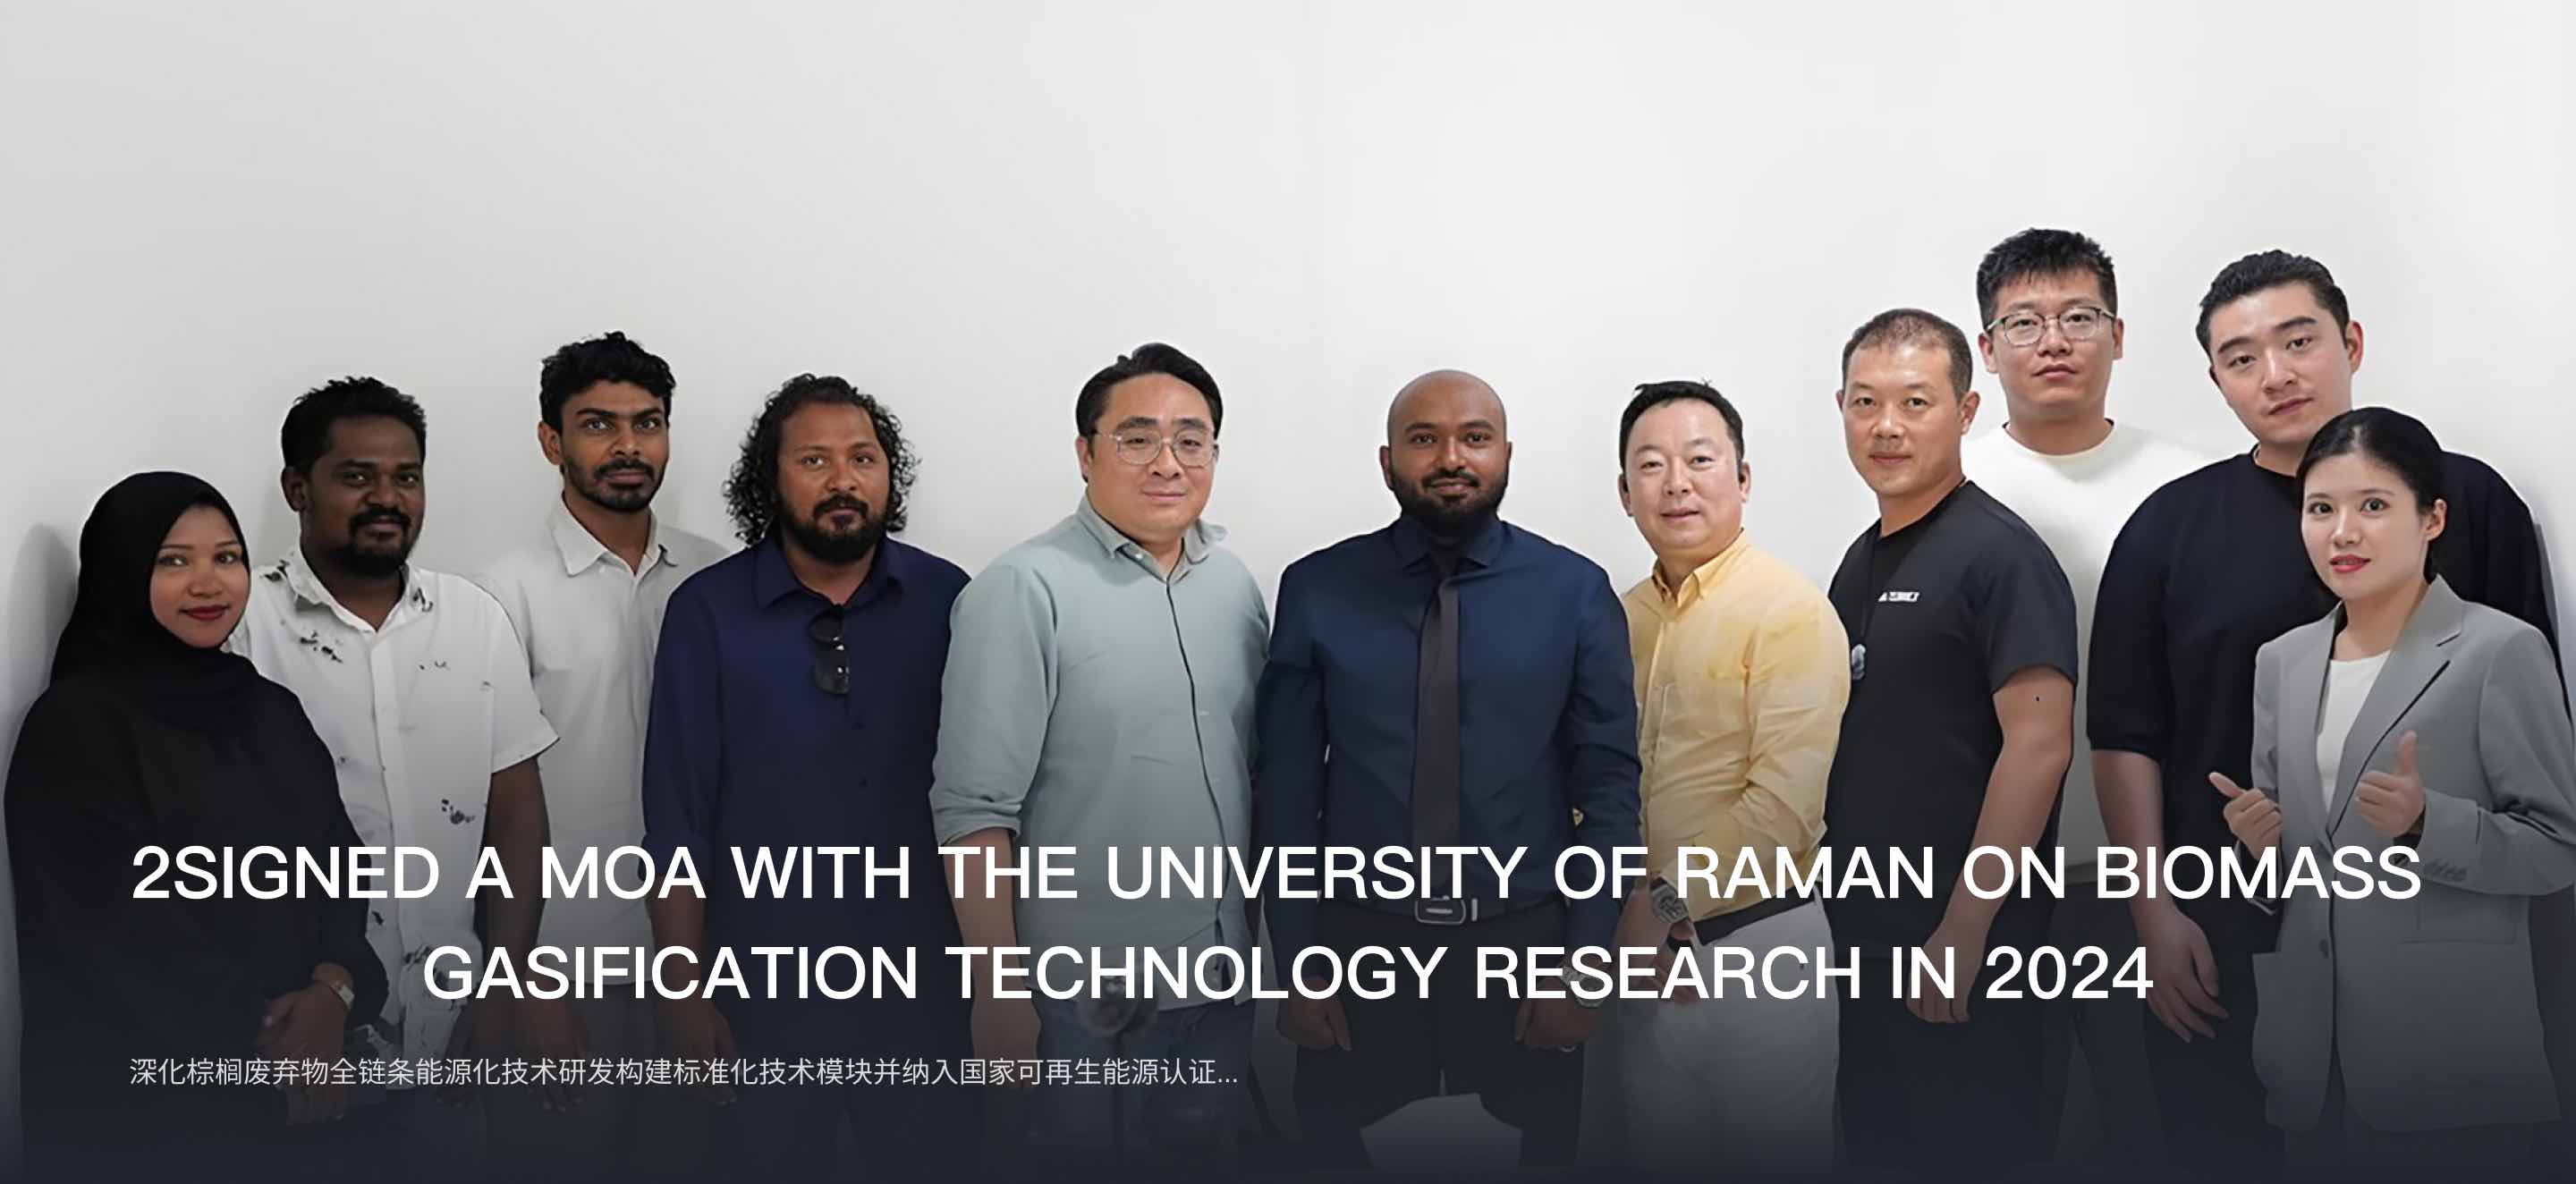 2SIGNED A MOA WITH THE UNIVERSITY OF RAMAN ON BIOMASS
GASIFICATION TECHNOLOGY RESEARCH IN 2024
深化棕榈废弃物全链条能源化技术研发构建标准化技术模块并纳入国家可再生能源认证...